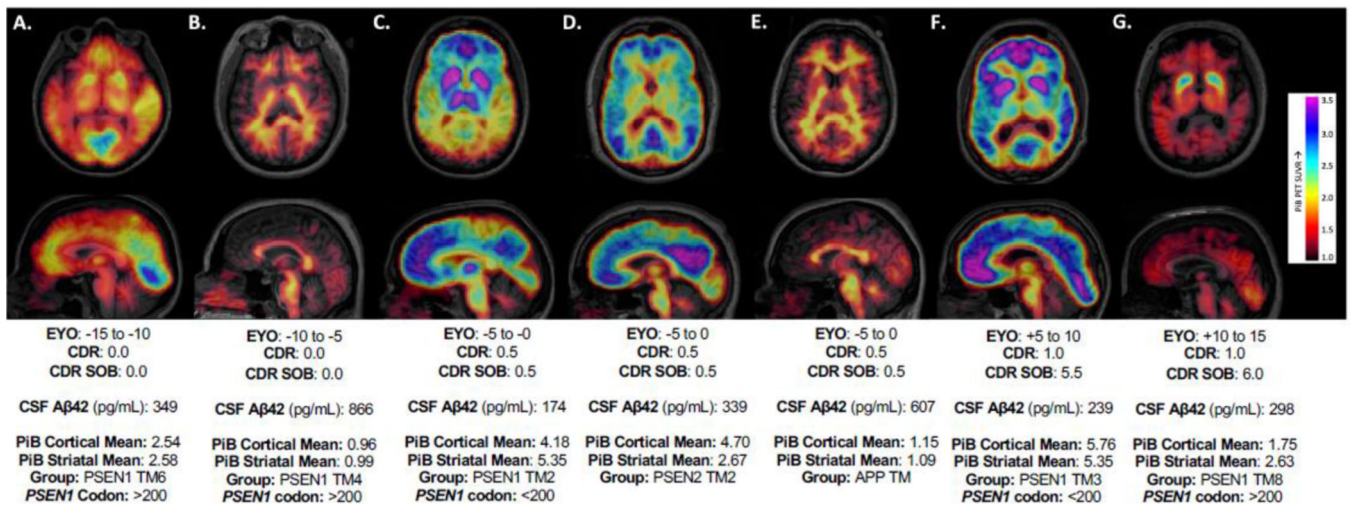 A.
B.
C.
D.
E.
F.
G.
3.5
3.0
2.5
2.0
1.5
1.0
PiB PET SUVR →
EYO: -15 to -10
CDR: 0.0
CDR SOB: 0.0
CSF Aβ42 (pg/mL): 349
PiB Cortical Mean: 2.54
PiB Striatal Mean: 2.58
Group: PSEN1 TM6
PSEN1 Codon: >200
EYO: -10 to -5
CDR: 0.0
CDR SOB: 0.0
CSF Aβ42 (pg/mL): 866
PiB Cortical Mean: 0.96
PiB Striatal Mean: 0.99
Group: PSEN1 TM4
PSEN1 codon: >200
EYO: -5 to -0
CDR: 0.5
CDR SOB: 0.5
CSF Aβ42 (pg/mL): 174
PiB Cortical Mean: 4.18
PiB Striatal Mean: 5.35
Group: PSEN1 TM2
PSEN1 codon: <200
EYO: -5 to 0
CDR: 0.5
CDR SOB: 0.5
CSF Aβ42 (pg/mL): 339
PiB Cortical Mean: 4.70
PiB Striatal Mean: 2.67
Group: PSEN2 TM2
EYO: -5 to 0
CDR: 0.5
CDR SOB: 0.5
CSF Aβ42 (pg/mL): 607
PiB Cortical Mean: 1.15
PiB Striatal Mean: 1.09
Group: APP TM
EYO: +5 to 10
CDR: 1.0
CDR SOB: 5.5
CSF Aβ42 (pg/mL): 239
PiB Cortical Mean: 5.76
PiB Striatal Mean: 5.35
Group: PSEN1 TM3
PSEN1 codon: <200
EYO: +10 to 15
CDR: 1.0
CDR SOB: 6.0
CSF Aβ42 (pg/mL): 298
PiB Cortical Mean: 1.75
PiB Striatal Mean: 2.63
Group: PSEN1 TM8
PSEN1 codon: >200